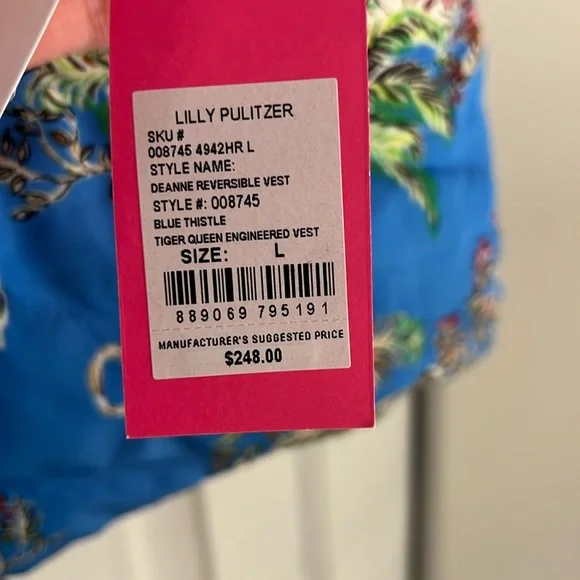 LILLY PULITZER
SKU #
008745 4942HR L
STYLE NAME:
DEANNE REVERSIBLE VEST
STYLE #: 008745
BLUE THISTLE
TIGER QUEEN ENGINEERED VEST
SIZE: L
889069 795191
MANUFACTURER'S SUGGESTED PRICE
$248.00